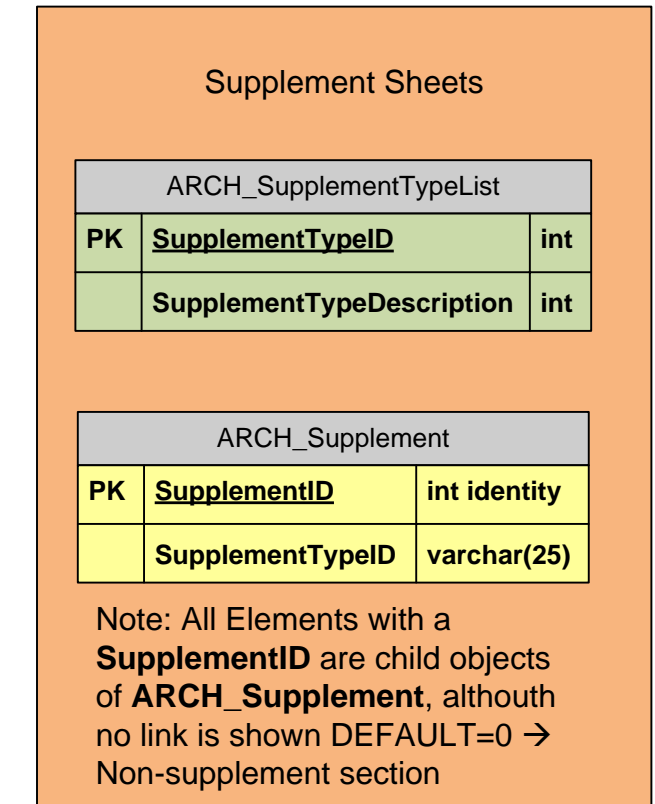 Supplement Sheets
ARCH_SupplementTypeList
PK SupplementTypeID int
SupplementTypeDescription int
ARCH_Supplement
PK SupplementID int identity
SupplementTypeID varchar(25)
Note: All Elements with a
SupplementID are child objects
of ARCH_Supplement, althouth
no link is shown DEFAULT=0 →
Non-supplement section